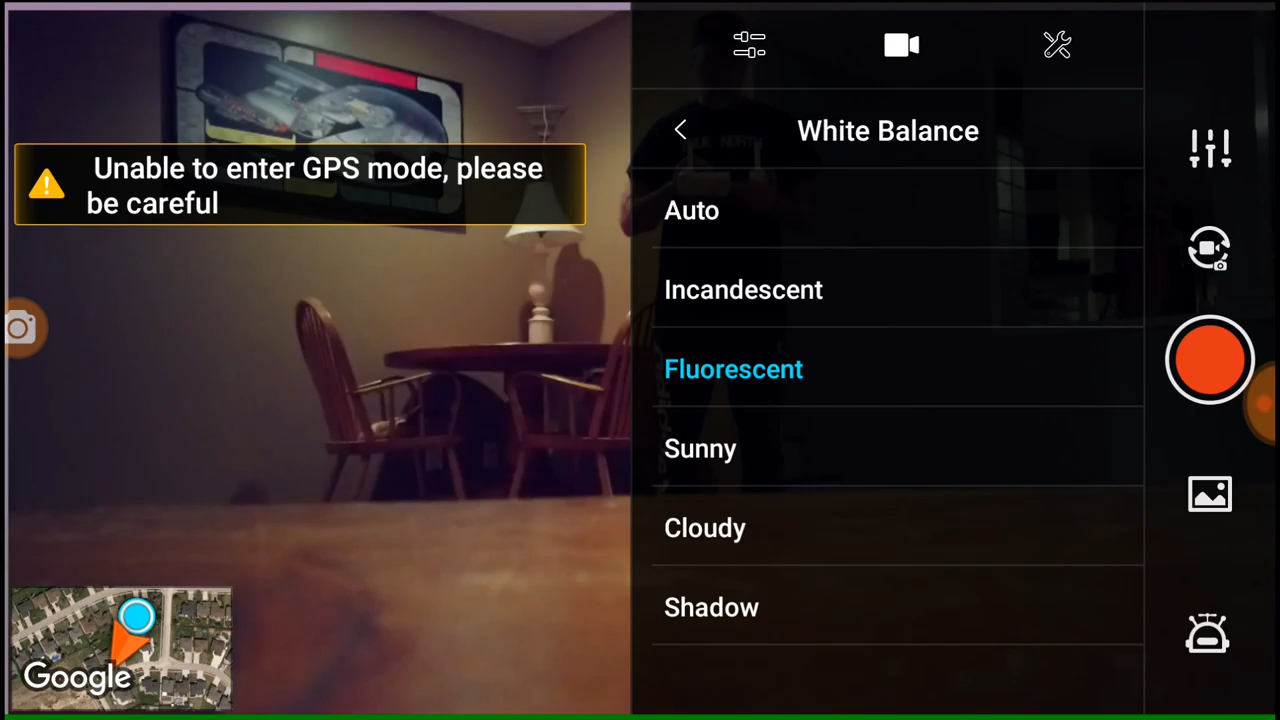 Unable to enter GPS mode, please
be careful
White Balance
Auto
Incandescent
Fluorescent
Sunny
Cloudy
Shadow
Google